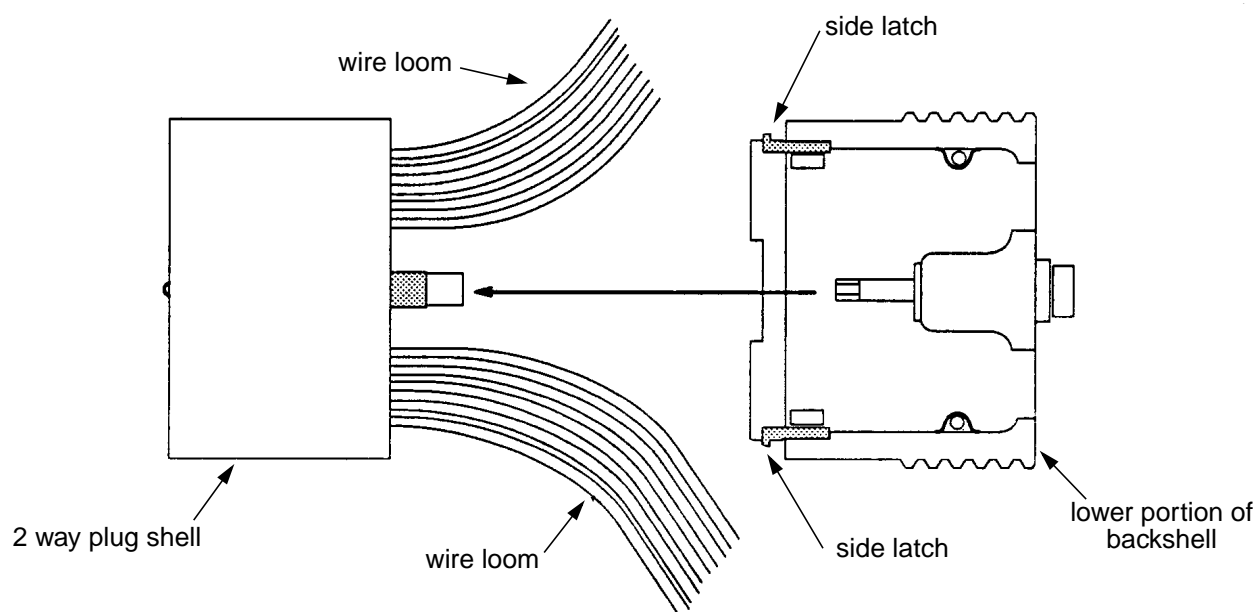 side latch
wire loom
2 way plug shell
wire loom
side latch
lower portion of
backshell